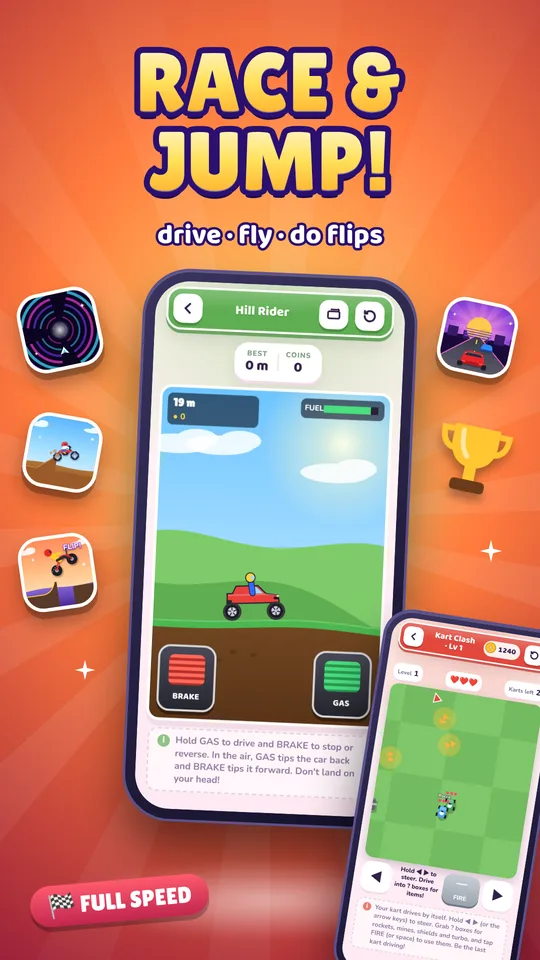 RACE &
JUMP!
drive • fly • do flips
Hill Rider
BEST
0 m
COINS
0
19 m
0
FUEL
FLIP!
BRAKE
GAS
Hold GAS to drive and BRAKE to stop or
reverse. In the air, GAS tips the car back
and BRAKE tips it forward. Don't land on
your head!
Kart Clash
· Lv 1
1240
Level 1
Karts left 2
Hold ◀ ▶ to
steer. Drive
into ? boxes for
items!
FIRE
Your kart drives by itself. Hold ◀ ▶ (or the
arrow keys) to steer. Grab ? boxes for
rockets, mines, shields and turbo, and tap
FIRE (or space) to use them. Be the last
kart driving!
FULL SPEED